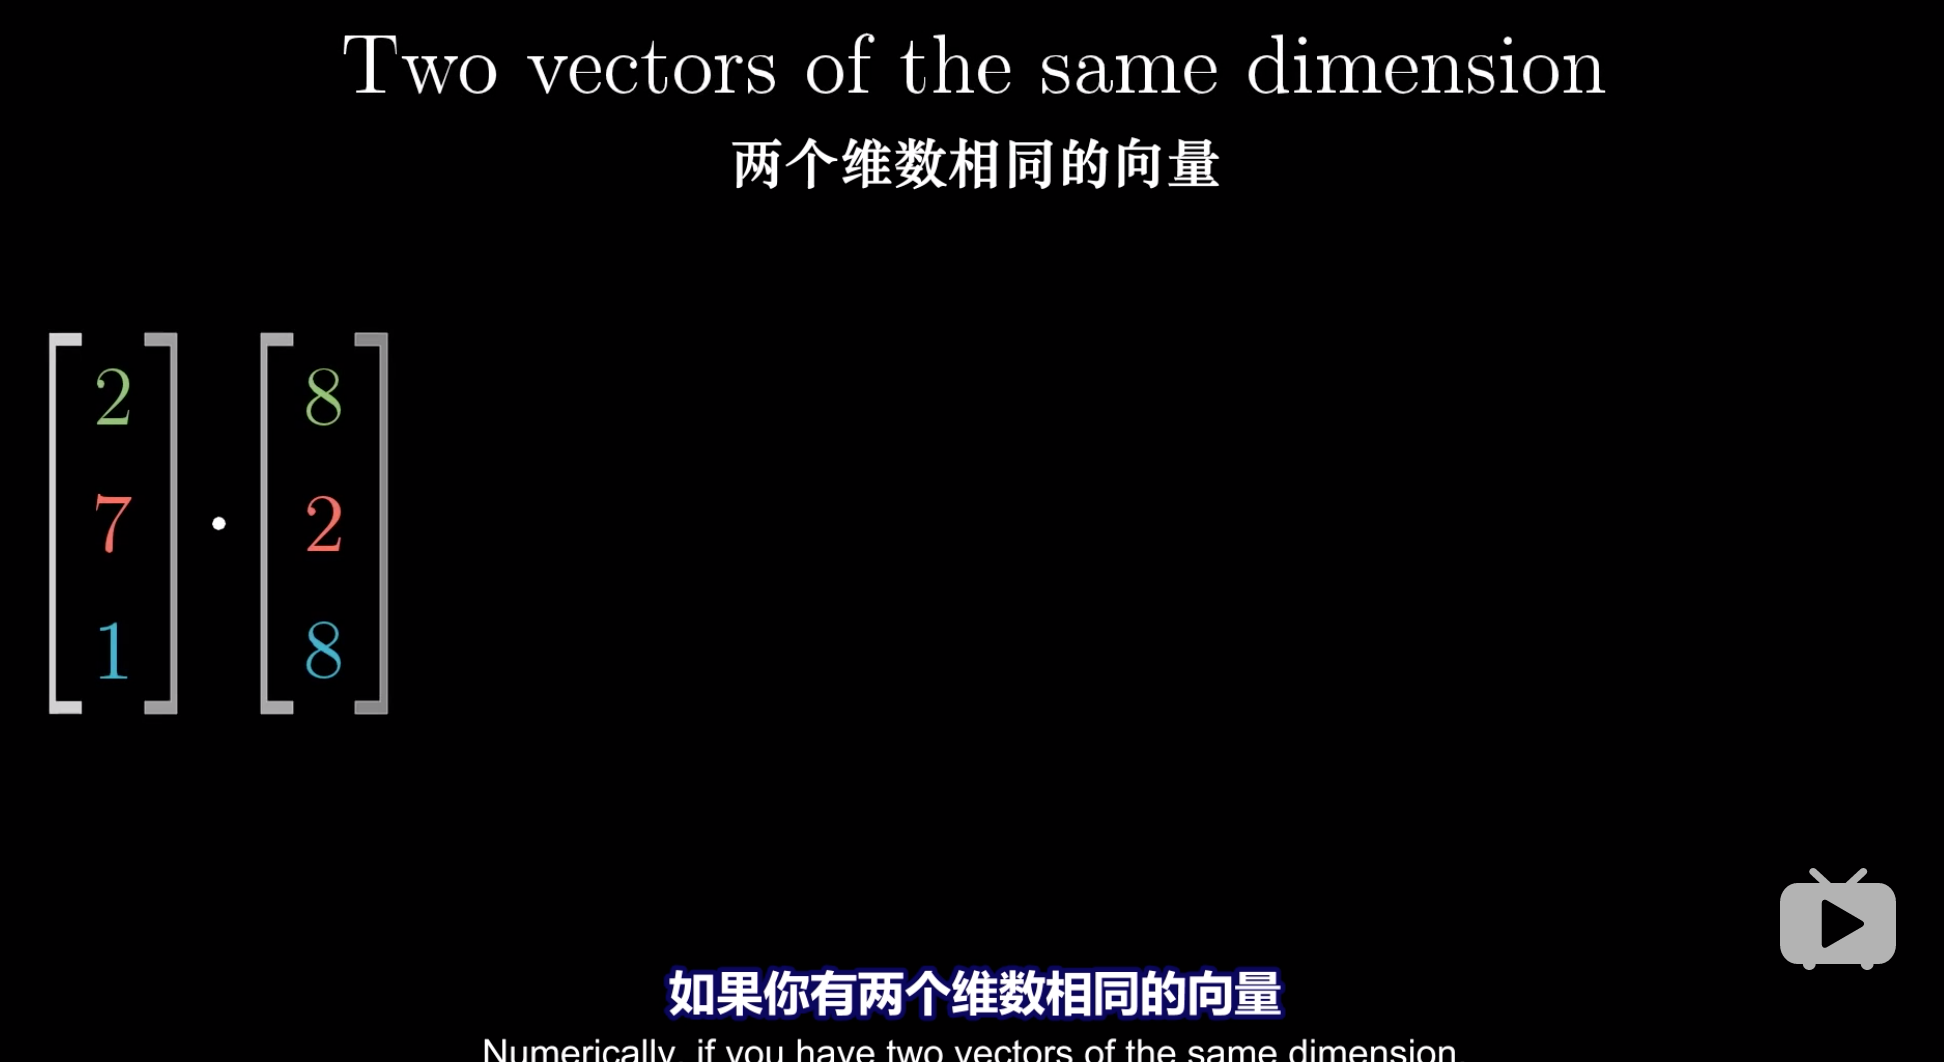 Two vectors of the same dimension
两个维数相同的向量
2 8
7 · 2
1 8
如果你有两个维数相同的向量
Numerically, if you have two vectors of the same dimension,